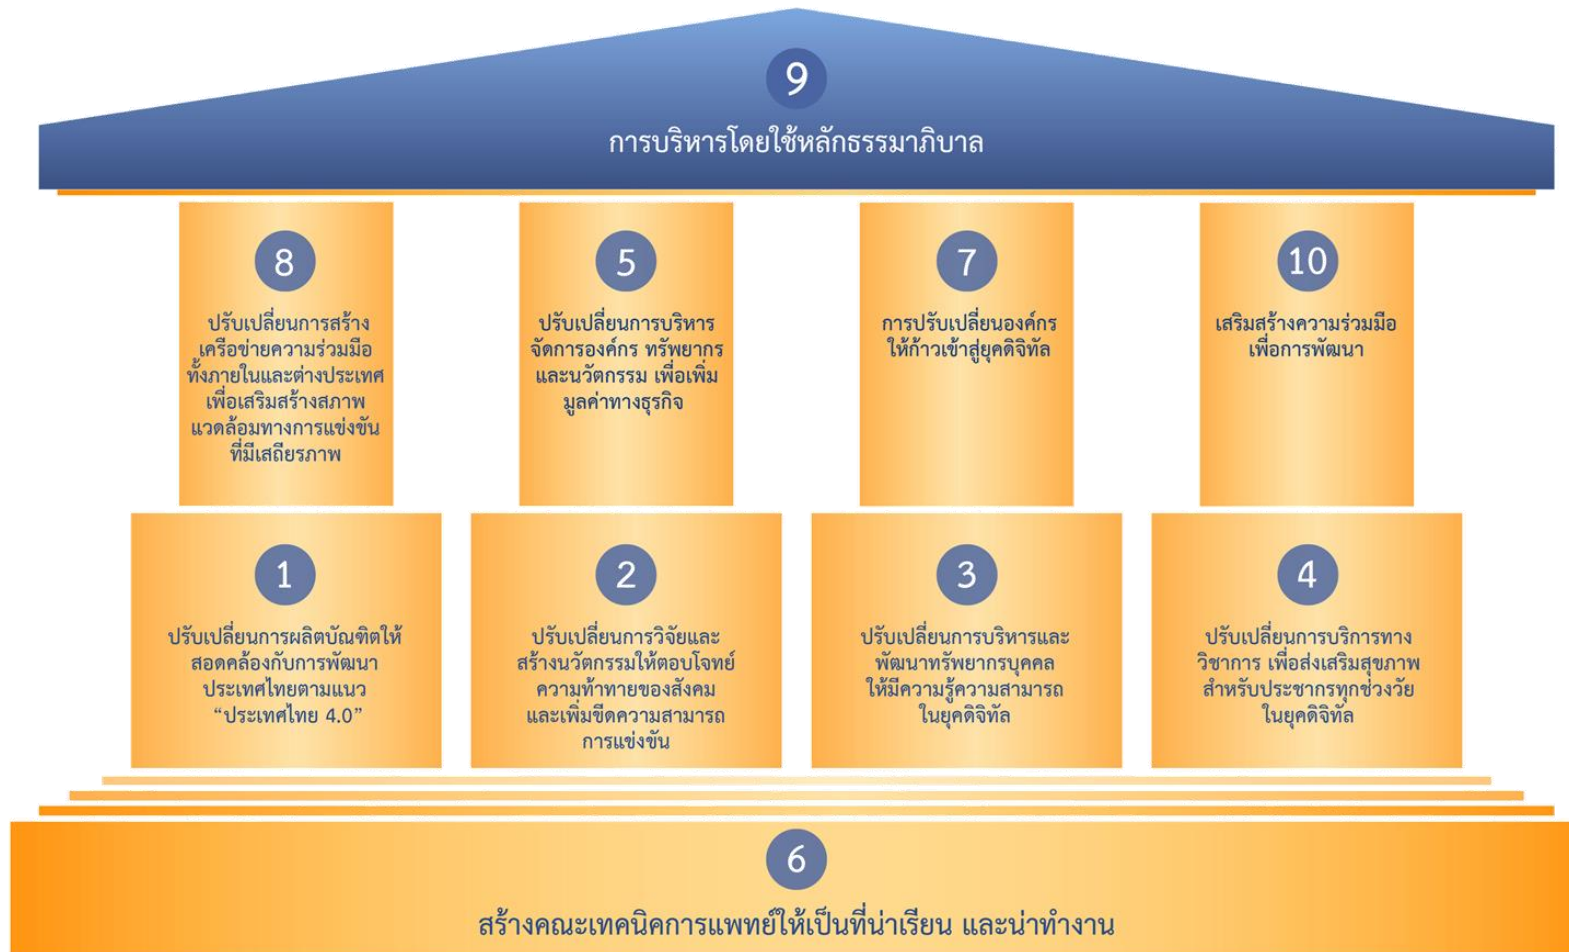 9
การบริหารโดยใช้หลักธรรมาภิบาล
8
ปรับเปลี่ยนการสร้าง
เครือข่ายความร่วมมือ
ทั้งภายในและต่างประเทศ
เพื่อเสริมสร้างสภาพ
แวดล้อมทางการแข่งขัน
ที่มีเสถียรภาพ
5
ปรับเปลี่ยนการบริหาร
จัดการองค์กร ทรัพยากร
และนวัตกรรม เพื่อเพิ่ม
มูลค่าทางธุรกิจ
7
การปรับเปลี่ยนองค์กร
ให้ก้าวเข้าสู่ยุคดิจิทัล
10
เสริมสร้างความร่วมมือ
เพื่อการพัฒนา
1
ปรับเปลี่ยนการผลิตบัณฑิตให้
สอดคล้องกับการพัฒนา
ประเทศไทยตามแนว
“ประเทศไทย 4.0”
2
ปรับเปลี่ยนการวิจัยและ
สร้างนวัตกรรมให้ตอบโจทย์
ความท้าทายของสังคม
และเพิ่มขีดความสามารถ
การแข่งขัน
3
ปรับเปลี่ยนการบริหารและ
พัฒนาทรัพยากรบุคคล
ให้มีความรู้ความสามารถ
ในยุคดิจิทัล
4
ปรับเปลี่ยนการบริการทาง
วิชาการ เพื่อส่งเสริมสุขภาพ
สำหรับประชากรทุกช่วงวัย
ในยุคดิจิทัล
6
สร้างคณะเทคนิคการแพทย์ให้เป็นที่น่าเรียน และน่าทำงาน